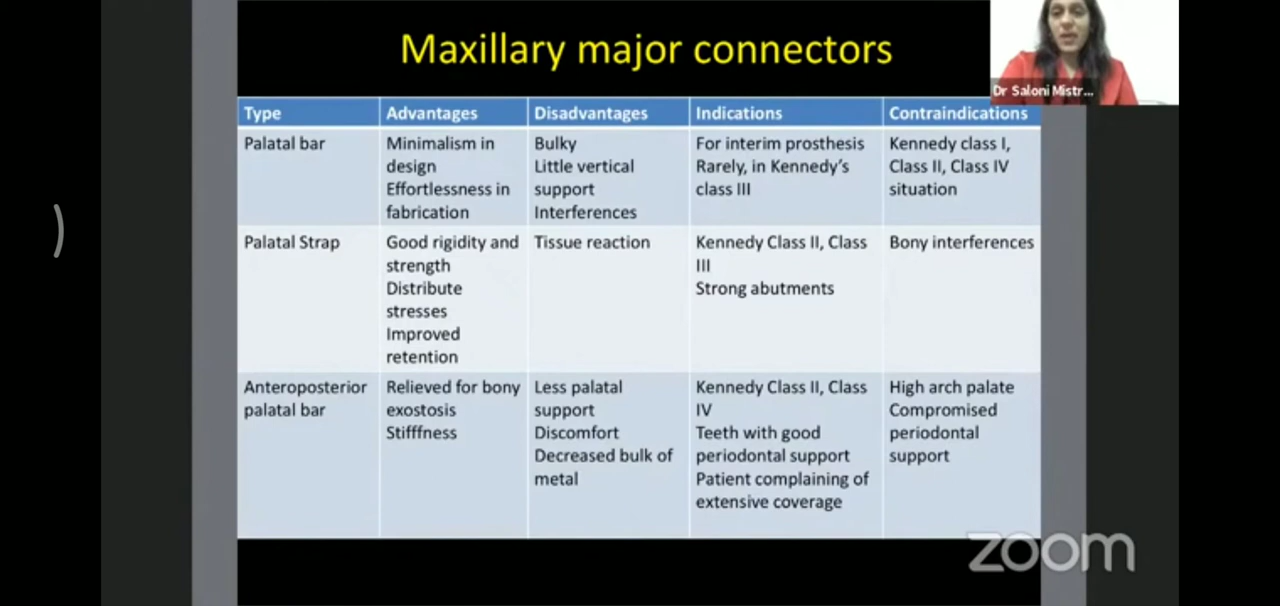 Maxillary major connectors
Dr Saloni Mistr...
Type Advantages Disadvantages Indications Contraindications
Palatal bar
Minimalism in
design
Effortlessness in
fabrication
Bulky
Little vertical
support
Interferences
For interim prosthesis
Rarely, in Kennedy's
class III
Kennedy class I,
Class II, Class IV
situation
Palatal Strap
Good rigidity and
strength
Distribute
stresses
Improved
retention
Tissue reaction
Kennedy Class II, Class
III
Strong abutments
Bony interferences
Anteroposterior
palatal bar
Relieved for bony
exostosis
Stifffness
Less palatal
support
Discomfort
Decreased bulk of
metal
Kennedy Class II, Class
IV
Teeth with good
periodontal support
Patient complaining of
extensive coverage
High arch palate
Compromised
periodontal
support
zoom